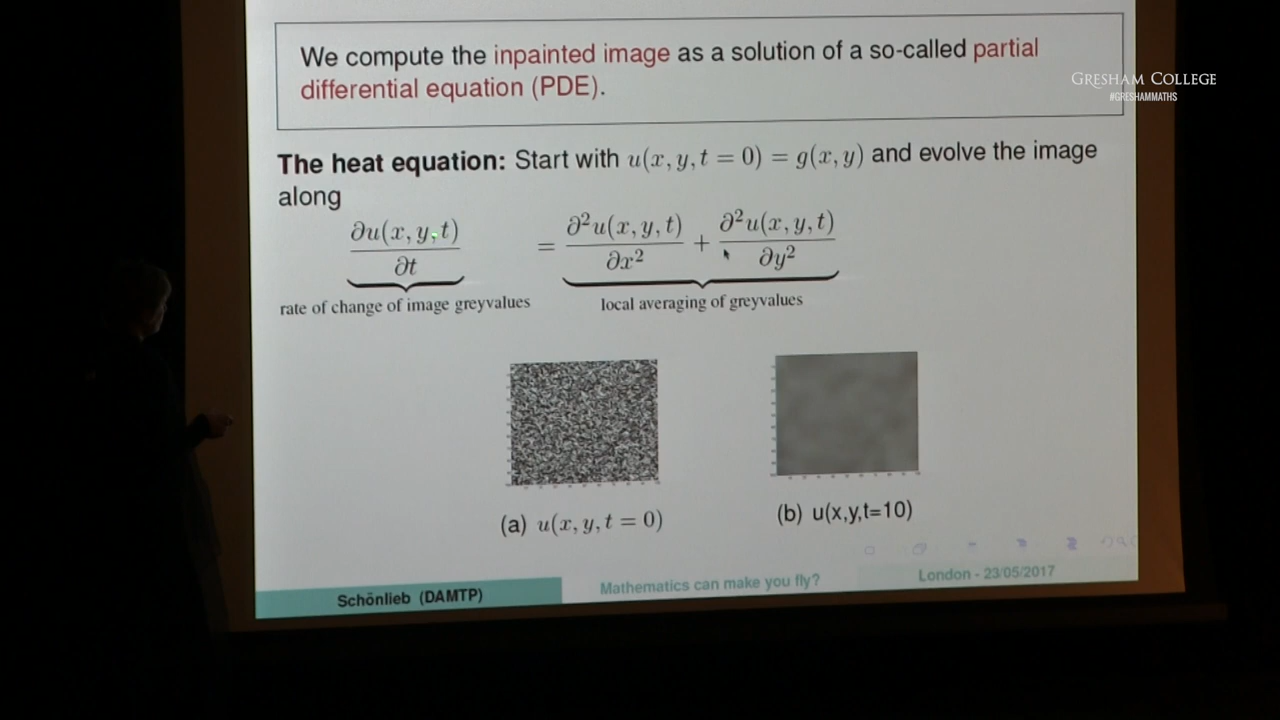 We compute the inpainted image as a solution of a so-called partial
differential equation (PDE).
GRESHAM COLLEGE
#GRESHAMMATHS
The heat equation: Start with u(x, y, t = 0) = g(x, y) and evolve the image
along
∂u(x, y, t)/∂t = ∂²u(x, y, t)/∂x² + ∂²u(x, y, t)/∂y²
rate of change of image greyvalues local averaging of greyvalues
(a) u(x, y, t = 0) (b) u(x,y,t=10)
Schönlieb (DAMTP) Mathematics can make you fly? London - 23/05/2017